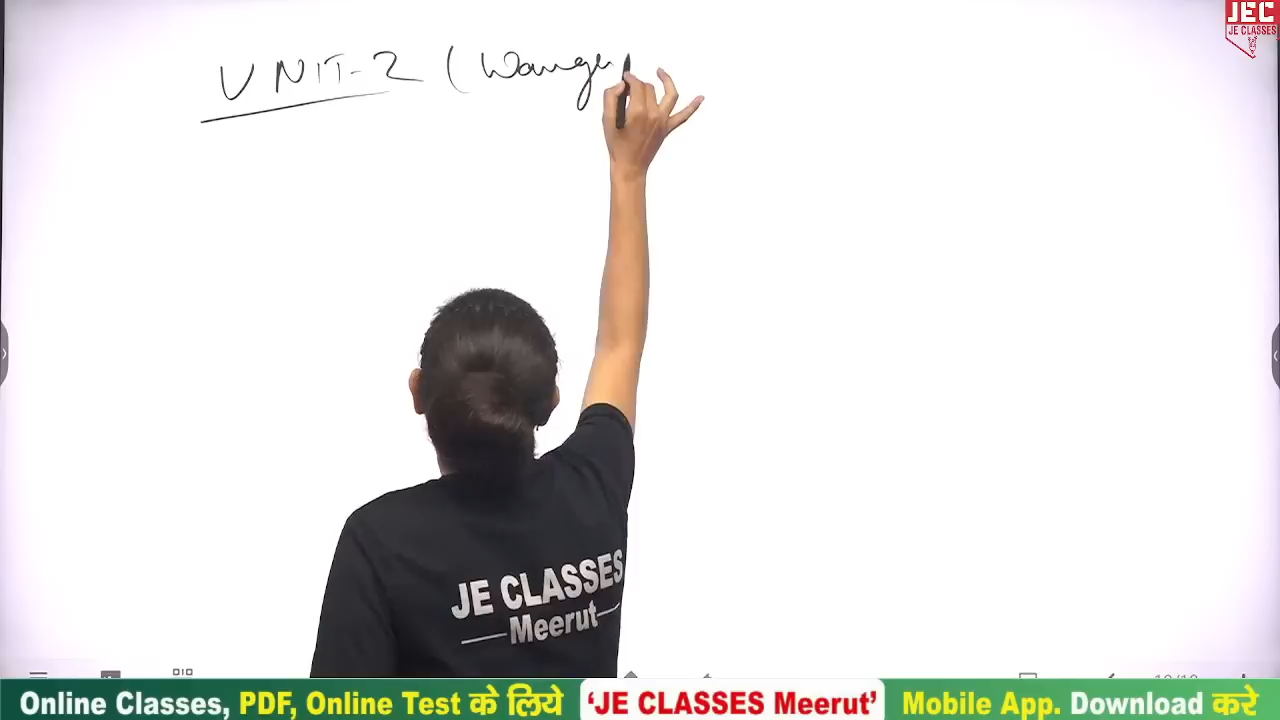 JEC
JE CLASSES
UNIT-2 (
JE CLASSES
Meerut
Online Classes, PDF, Online Test के लिये 'JE CLASSES Meerut' Mobile App. Download करे